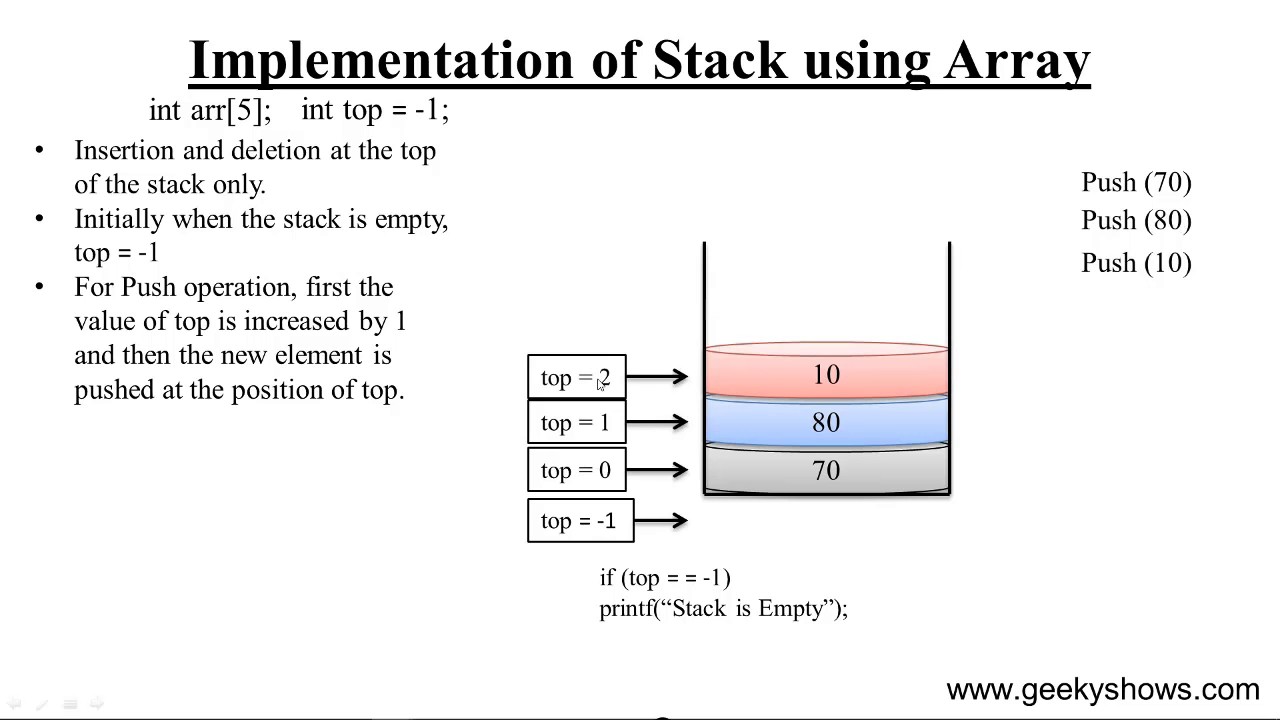 Implementation of Stack using Array
int arr[5]; int top = -1;
• Insertion and deletion at the top
of the stack only.
• Initially when the stack is empty,
top = -1
• For Push operation, first the
value of top is increased by 1
and then the new element is
pushed at the position of top.
Push (70)
Push (80)
Push (10)
top = 2
10
top = 1
80
top = 0
70
top = -1
if (top = = -1)
printf(“Stack is Empty”);
www.geekyshows.com